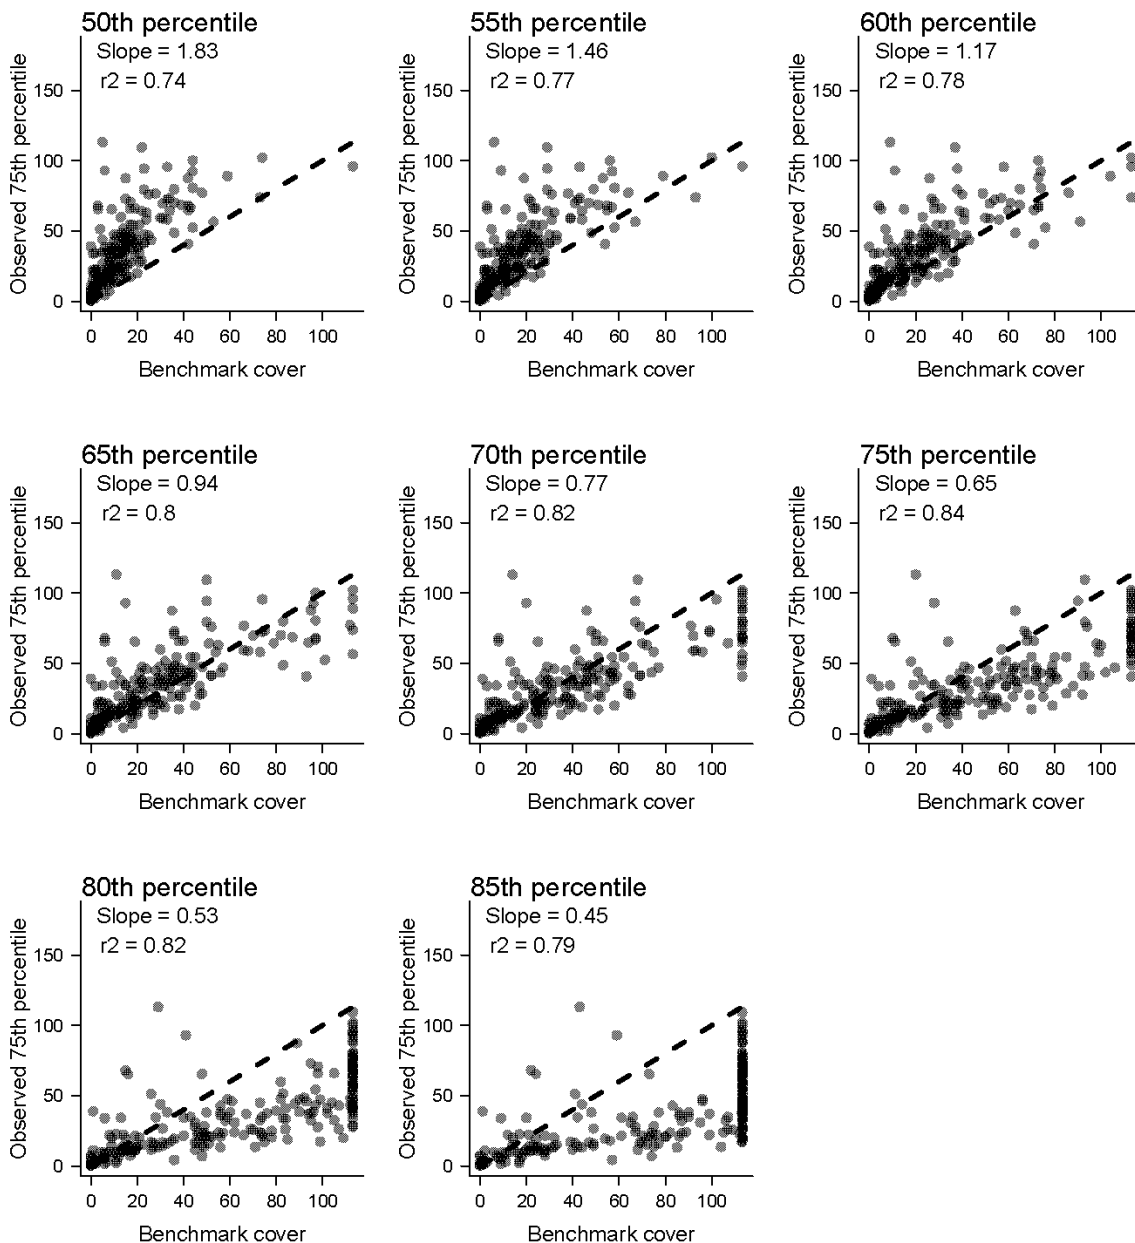 50th percentile
Slope = 1.83
r2 = 0.74
Observed 75th percentile
150
100
50
0
0 20 40 60 80 100
Benchmark cover
55th percentile
Slope = 1.46
r2 = 0.77
Observed 75th percentile
150
100
50
0
0 20 40 60 80 100
Benchmark cover
60th percentile
Slope = 1.17
r2 = 0.78
Observed 75th percentile
150
100
50
0
0 20 40 60 80 100
Benchmark cover
65th percentile
Slope = 0.94
r2 = 0.8
Observed 75th percentile
150
100
50
0
0 20 40 60 80 100
Benchmark cover
70th percentile
Slope = 0.77
r2 = 0.82
Observed 75th percentile
150
100
50
0
0 20 40 60 80 100
Benchmark cover
75th percentile
Slope = 0.65
r2 = 0.84
Observed 75th percentile
150
100
50
0
0 20 40 60 80 100
Benchmark cover
80th percentile
Slope = 0.53
r2 = 0.82
Observed 75th percentile
150
100
50
0
0 20 40 60 80 100
Benchmark cover
85th percentile
Slope = 0.45
r2 = 0.79
Observed 75th percentile
150
100
50
0
0 20 40 60 80 100
Benchmark cover